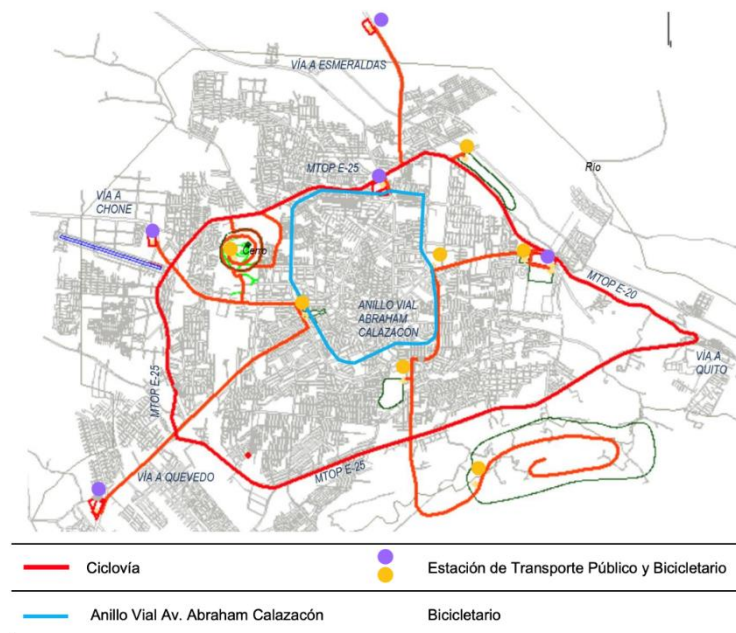 VÍA A ESMERALDAS
MTOP E-25
Río
VÍA A
CHONE
Cerro
MTOP E-20
ANILLO VIAL
ABRAHAM
CALAZACÓN
VÍA A
QUITO
MTOP E-25
VÍA A QUEVEDO
MTOP E-25
Ciclovía
Estación de Transporte Público y Bicicletario
Anillo Vial Av. Abraham Calazacón
Bicicletario